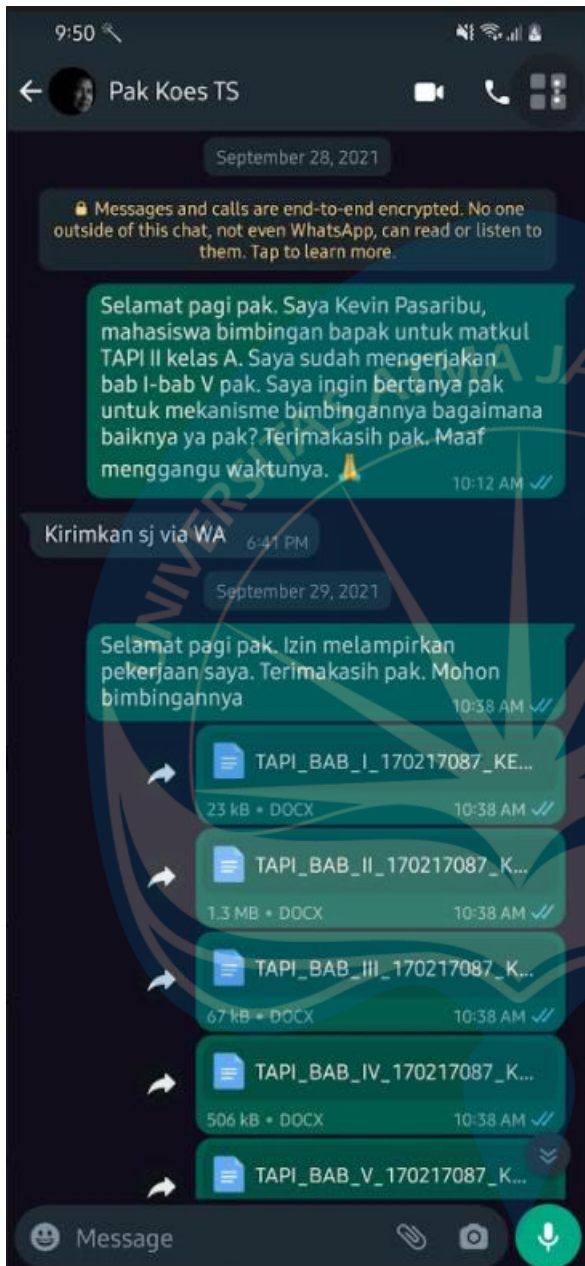 9:50
Pak Koes TS
September 28, 2021
Messages and calls are end-to-end encrypted. No one
outside of this chat, not even WhatsApp, can read or listen to
them. Tap to learn more.
Selamat pagi pak. Saya Kevin Pasaribu,
mahasiswa bimbingan bapak untuk matkul
TAPI II kelas A. Saya sudah mengerjakan
bab I-bab V pak. Saya ingin bertanya pak
untuk mekanisme bimbingannya bagaimana
baiknya ya pak? Terimakasih pak. Maaf
menggangu waktunya. 🙏
10:12 AM
Kirimkan sj via WA
6:41 PM
September 29, 2021
Selamat pagi pak. Izin melampirkan
pekerjaan saya. Terimakasih pak. Mohon
bimbingannya
10:38 AM
TAPI_BAB_I_170217087_KE...
23 kB • DOCX 10:38 AM
TAPI_BAB_II_170217087_K...
1.3 MB • DOCX 10:38 AM
TAPI_BAB_III_170217087_K...
67 kB • DOCX 10:38 AM
TAPI_BAB_IV_170217087_K...
506 kB • DOCX 10:38 AM
TAPI_BAB_V_170217087_K...
Message
UNIVERSITAS ATMA JA